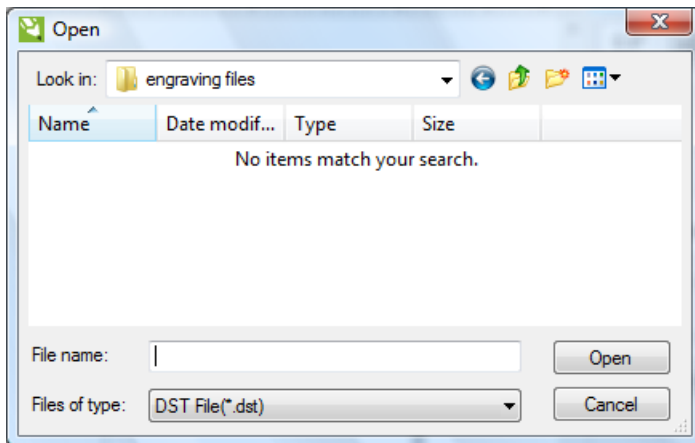 Open
Look in: engraving files
Name Date modif... Type Size
No items match your search.
File name: Open
Files of type: DST File(*.dst) Cancel